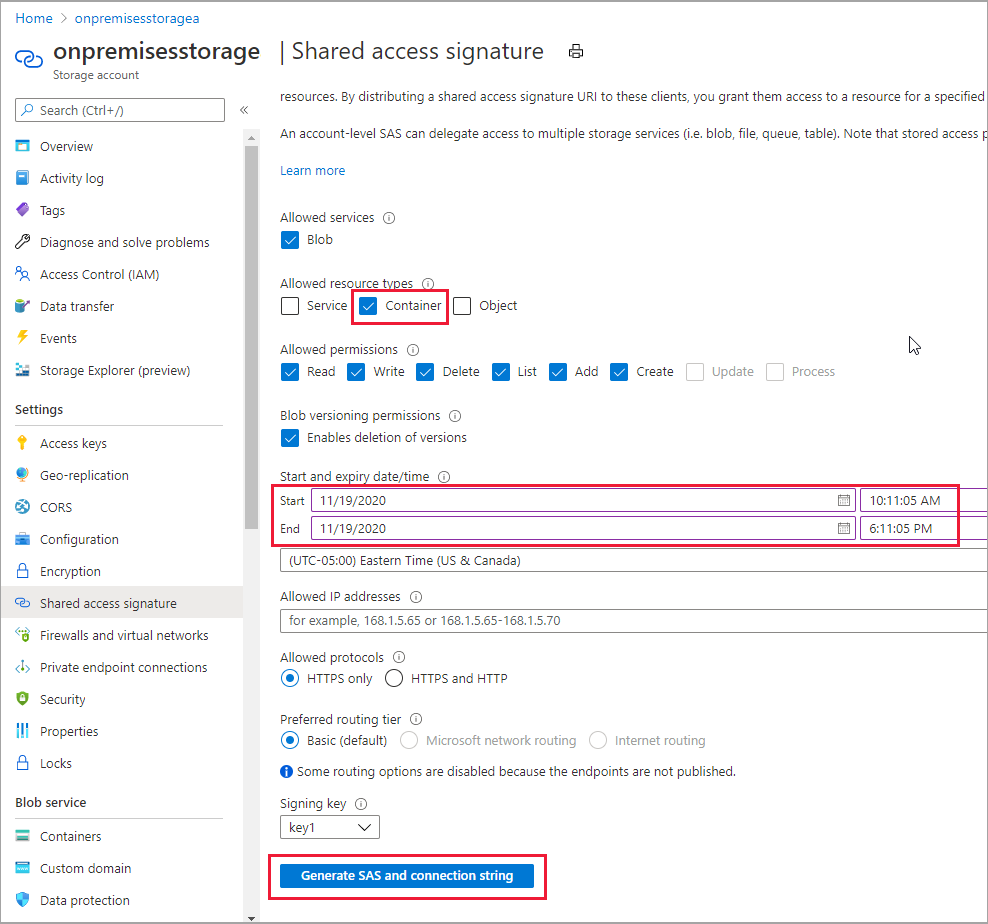 Home > onpremisesstoragea
onpremisesstorage | Shared access signature
Storage account
Search (Ctrl+/)
«
Overview
Activity log
Tags
Diagnose and solve problems
Access Control (IAM)
Data transfer
Events
Storage Explorer (preview)
Settings
Access keys
Geo-replication
CORS
Configuration
Encryption
Shared access signature
Firewalls and virtual networks
Private endpoint connections
Security
Properties
Locks
Blob service
Containers
Custom domain
Data protection
resources. By distributing a shared access signature URI to these clients, you grant them access to a resource for a specified
An account-level SAS can delegate access to multiple storage services (i.e. blob, file, queue, table). Note that stored access p
Learn more
Allowed services
Blob
Allowed resource types
Service Container Object
Allowed permissions
Read Write Delete List Add Create Update Process
Blob versioning permissions
Enables deletion of versions
Start and expiry date/time
Start 11/19/2020 10:11:05 AM
End 11/19/2020 6:11:05 PM
(UTC-05:00) Eastern Time (US & Canada)
Allowed IP addresses
for example, 168.1.5.65 or 168.1.5.65-168.1.5.70
Allowed protocols
HTTPS only HTTPS and HTTP
Preferred routing tier
Basic (default) Microsoft network routing Internet routing
Some routing options are disabled because the endpoints are not published.
Signing key
key1
Generate SAS and connection string